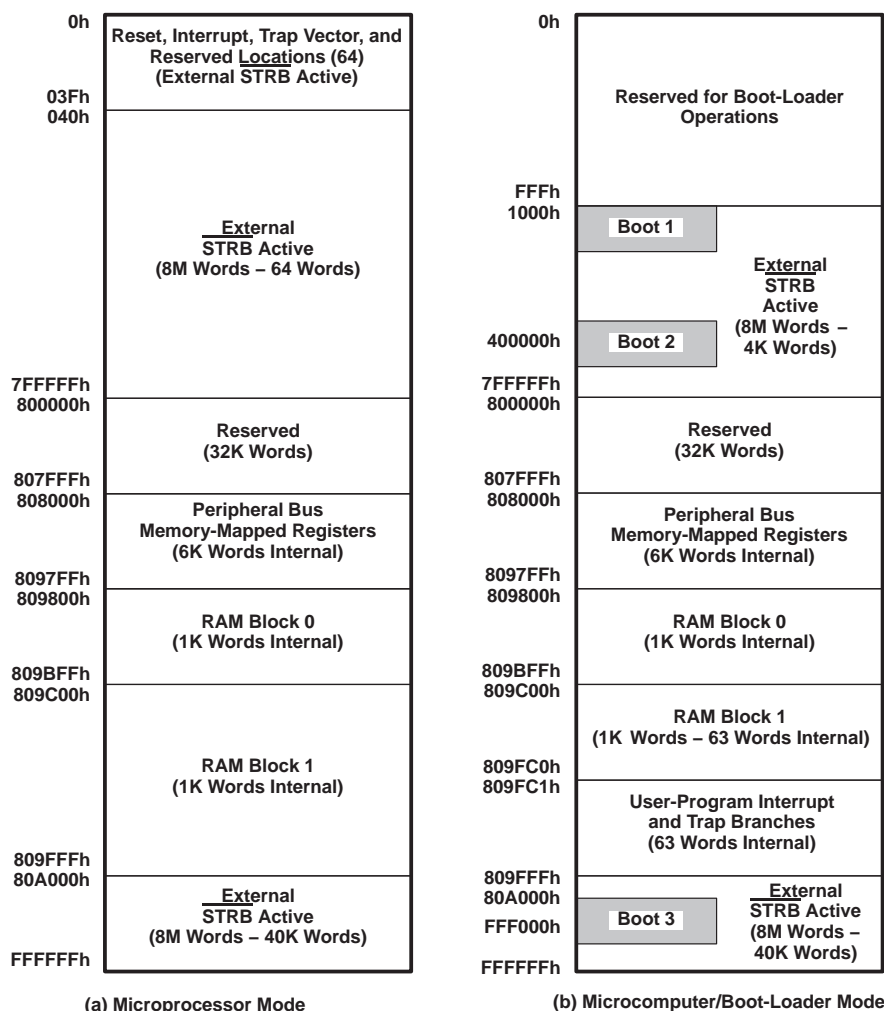 0h
Reset, Interrupt, Trap Vector, and
Reserved Locations (64)
(External STRB Active)
03Fh
040h
External
STRB Active
(8M Words – 64 Words)
7FFFFFh
800000h
Reserved
(32K Words)
807FFFh
808000h
Peripheral Bus
Memory-Mapped Registers
(6K Words Internal)
8097FFh
809800h
RAM Block 0
(1K Words Internal)
809BFFh
809C00h
RAM Block 1
(1K Words Internal)
809FFFh
80A000h
External
STRB Active
(8M Words – 40K Words)
FFFFFFh
(a) Microprocessor Mode
0h
Reserved for Boot-Loader
Operations
FFFh
1000h
Boot 1
External
STRB
Active
(8M Words –
4K Words)
400000h
Boot 2
7FFFFFh
800000h
Reserved
(32K Words)
807FFFh
808000h
Peripheral Bus
Memory-Mapped Registers
(6K Words Internal)
8097FFh
809800h
RAM Block 0
(1K Words Internal)
809BFFh
809C00h
RAM Block 1
(1K Words – 63 Words Internal)
809FC0h
809FC1h
User-Program Interrupt
and Trap Branches
(63 Words Internal)
809FFFh
80A000h
Boot 3
FFF000h
External
STRB Active
(8M Words –
40K Words)
FFFFFFh
(b) Microcomputer/Boot-Loader Mode